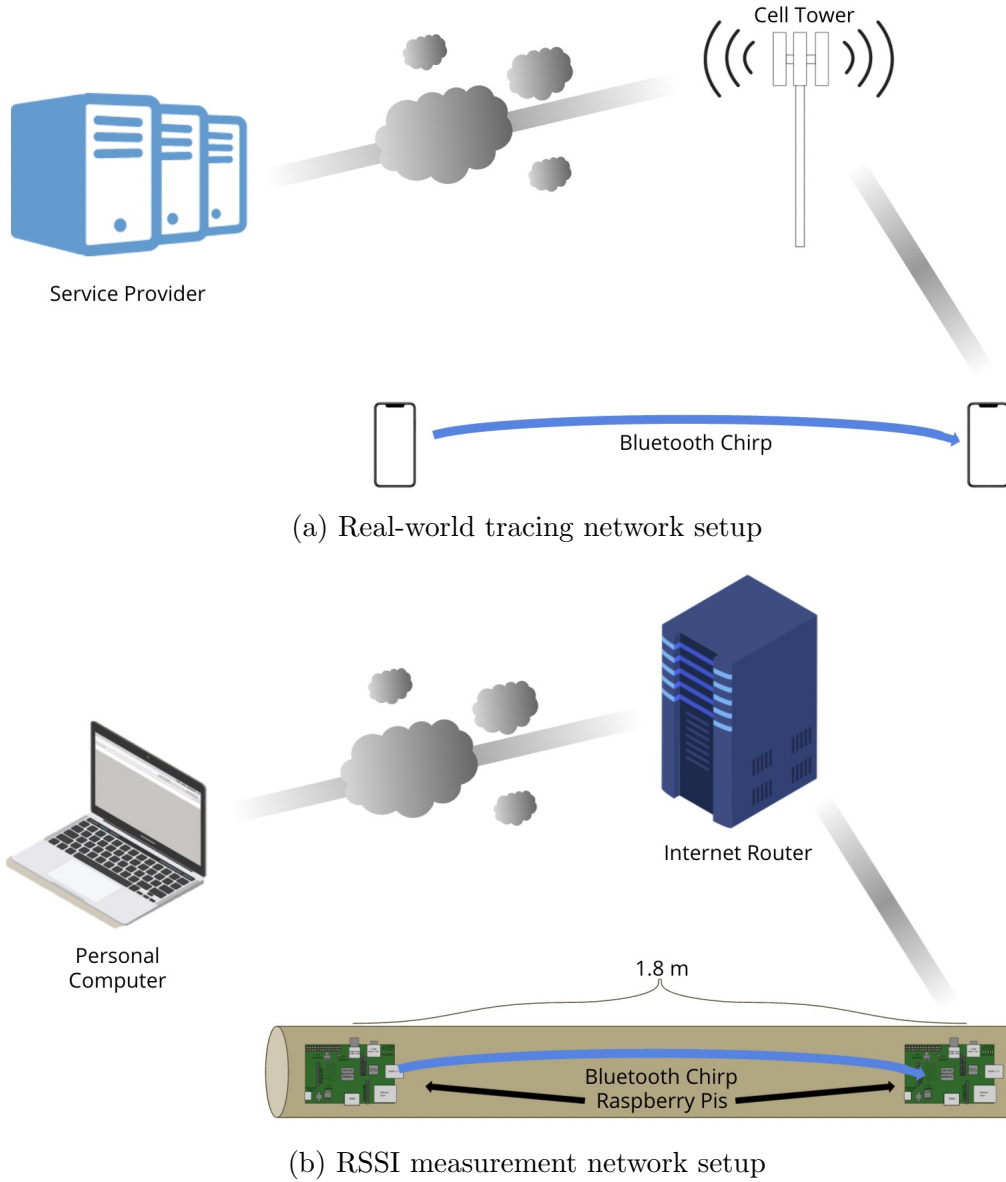 Cell Tower
Service Provider
Bluetooth Chirp
(a) Real-world tracing network setup
Internet Router
Personal
Computer
1.8 m
Bluetooth Chirp
Raspberry Pis
(b) RSSI measurement network setup